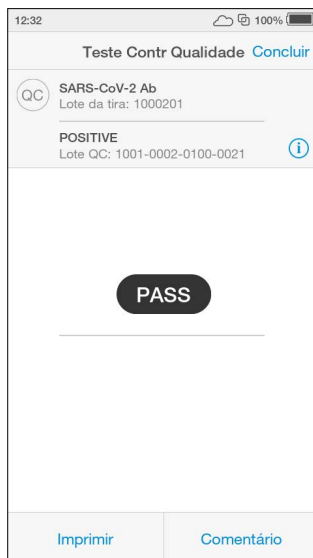 12:32 100%
Teste Contr Qualidade Concluir
QC
SARS-CoV-2 Ab
Lote da tira: 1000201
POSITIVE
Lote QC: 1001-0002-0100-0021
i
PASS
Imprimir Comentário